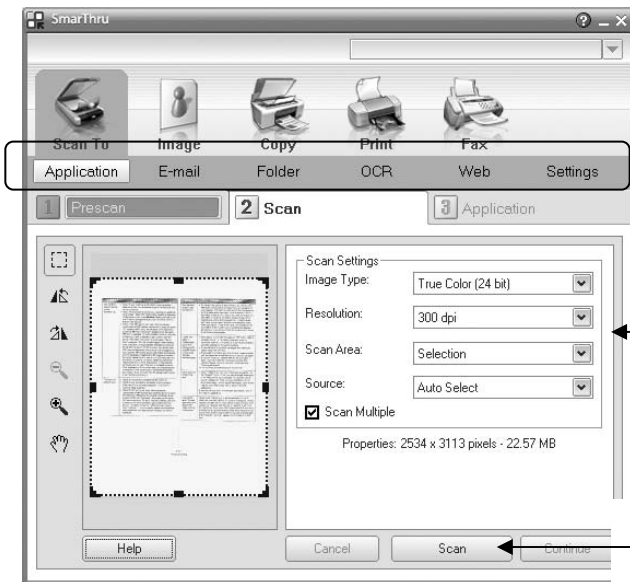 SmarThru
Scan To Image Copy Print Fax
Application E-mail Folder OCR Web Settings
1 Prescan 2 Scan 3 Application
Scan Settings
Image Type: True Color (24 bit)
Resolution: 300 dpi
Scan Area: Selection
Source: Auto Select
Scan Multiple
Properties: 2534 x 3113 pixels - 22.57 MB
Help Cancel Scan Continue